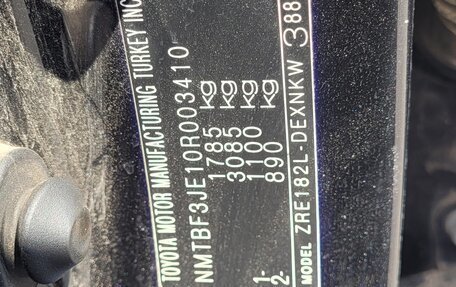 TOYOTA MOTOR MANUFACTURING TURKEY INC
NMTBF3JE10R003410
1785 kg
3085 kg
1- 1100 kg
2- 890 kg
MODEL ZRE182L-DEXNKW 388